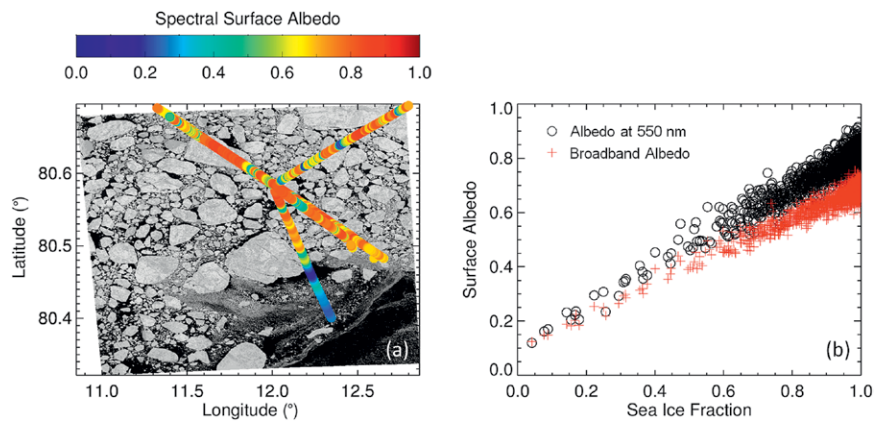 Spectral Surface Albedo
0.0 0.2 0.4 0.6 0.8 1.0
80.6
80.5
80.4
Latitude (°)
11.0 11.5 12.0 12.5
Longitude (°)
(a)
1.0
0.8
0.6
0.4
0.2
0.0
Surface Albedo
Albedo at 550 nm
Broadband Albedo
(b)
0.0 0.2 0.4 0.6 0.8 1.0
Sea Ice Fraction